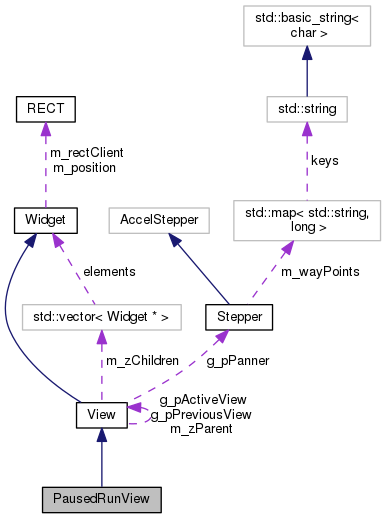 std::basic_string<
char >
RECT
std::string
m_rectClient
m_position
keys
Widget
AccelStepper
std::map< std::string,
long >
elements
m_wayPoints
std::vector< Widget * >
Stepper
m_zChildren
g_pPanner
g_pActiveView
g_pPreviousView
m_zParent
View
PausedRunView